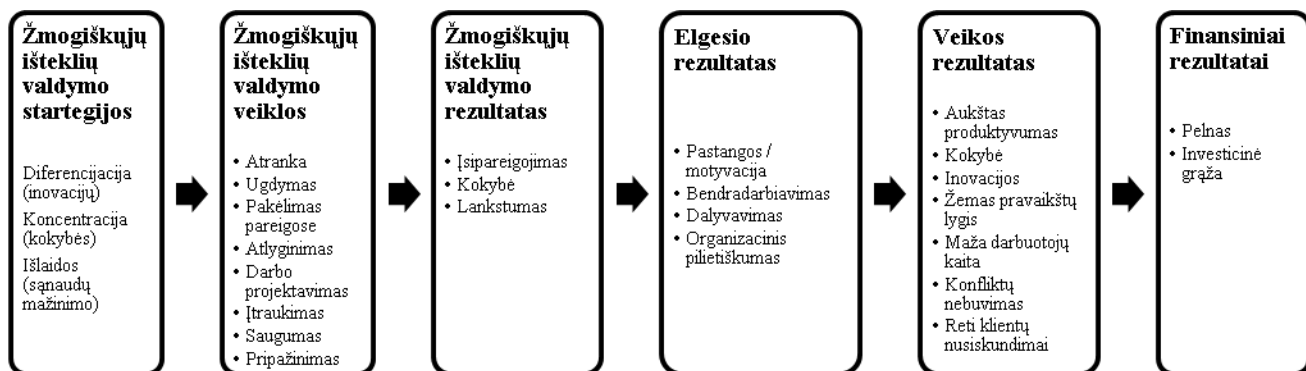 Žmogiškųjų
išteklių
valdymo
startegijos
Diferencijacija
(inovacijų)
Koncentracija
(kokybės)
Išlaidos
(sąnaudų
mažinimo)
Žmogiškųjų
išteklių
valdymo
veiklos
• Atranka
• Ugdymas
• Pakėlimas
pareigose
• Atlyginimas
• Darbo
projektavimas
• Įtraukimas
• Saugumas
• Pripažinimas
Žmogiškųjų
išteklių
valdymo
rezultatas
• Įsipareigojimas
• Kokybė
• Lankstumas
Elgesio
rezultatas
• Pastangos /
motyvacija
• Bendradarbiavimas
• Dalyvavimas
• Organizacinis
pilietiškumas
Veikos
rezultatas
• Aukštas
produktyvumas
• Kokybė
• Inovacijos
• Žemas pravaikštų
lygis
• Maža darbuotojų
kaita
• Konfliktų
nebuvimas
• Reti klientų
nusiskundimai
Finansiniai
rezultatai
• Pelnas
• Investicinė
grąža